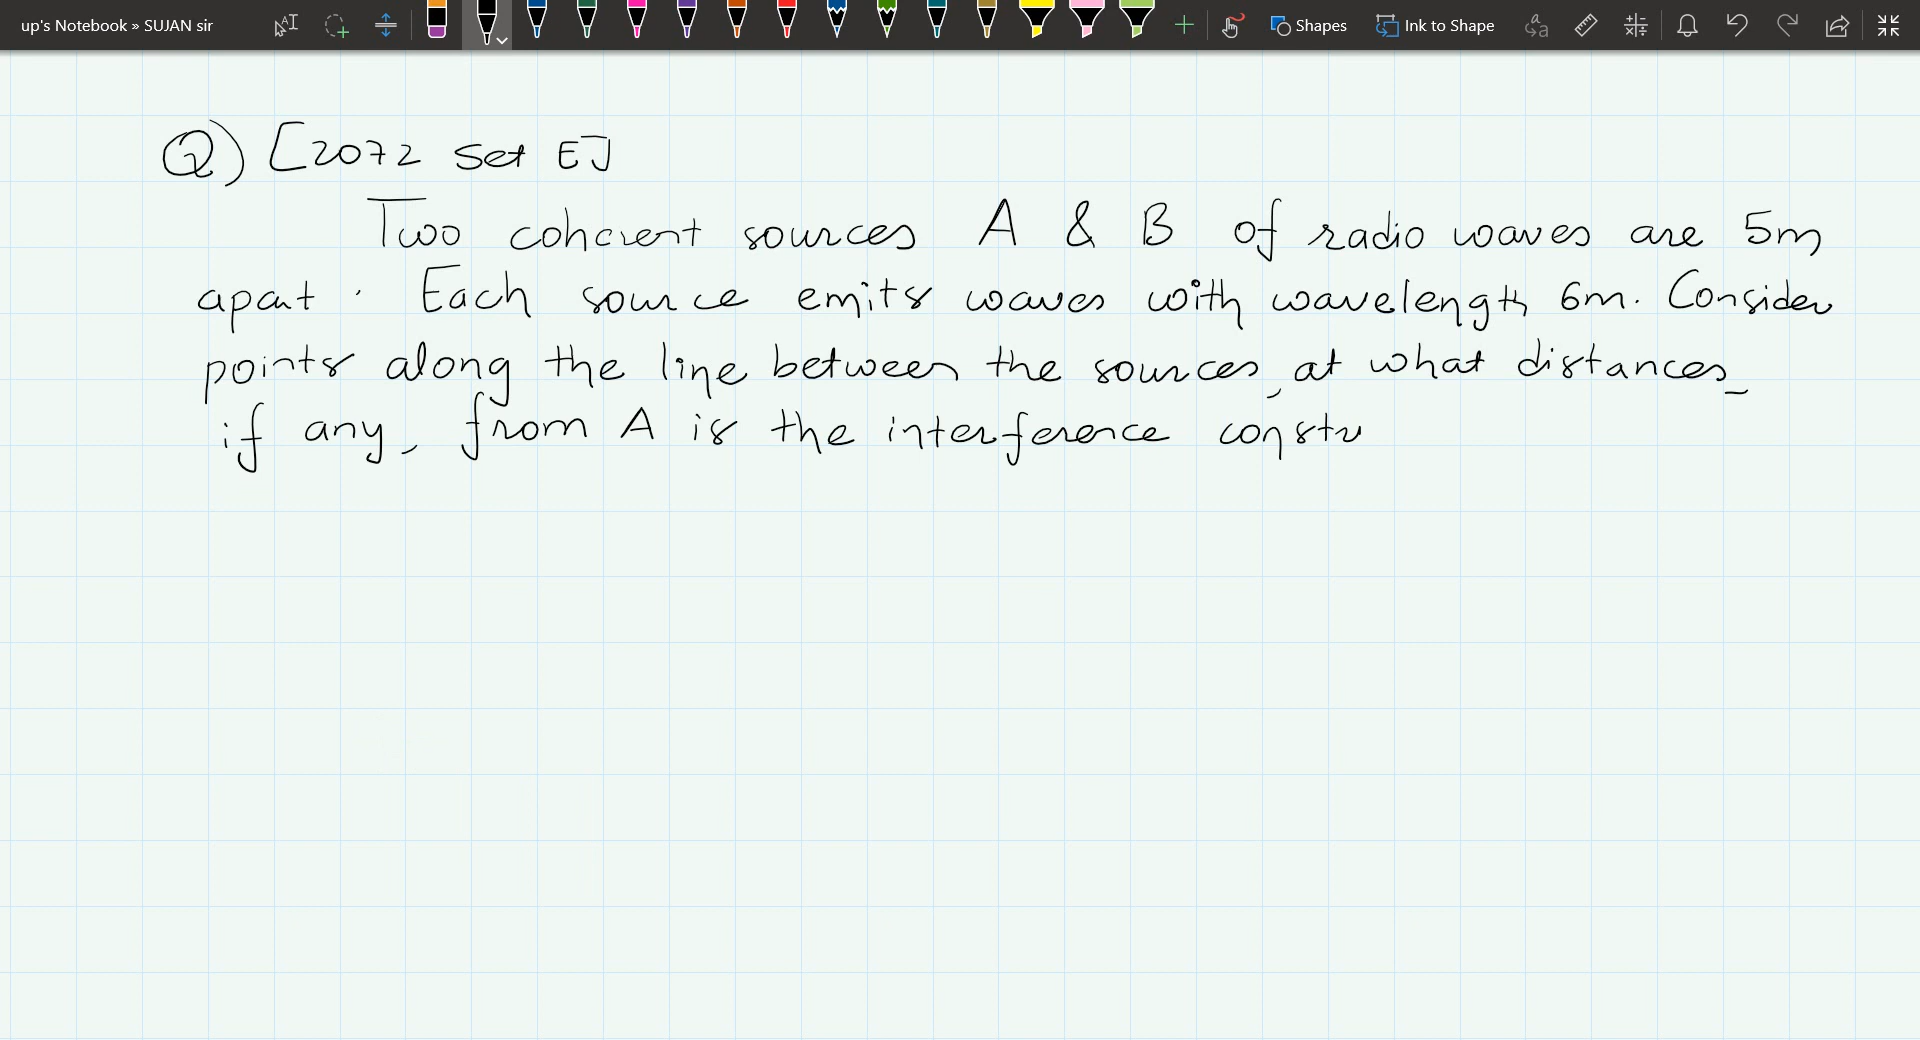 up's Notebook » SUJAN sir
Shapes
Ink to Shape
Q) [2072 set E]
Two coherent sources A & B of radio waves are 5m
apart. Each source emits waves with wavelength 6m. Consider
points along the line between the sources, at what distances,
if any, from A is the interference constr